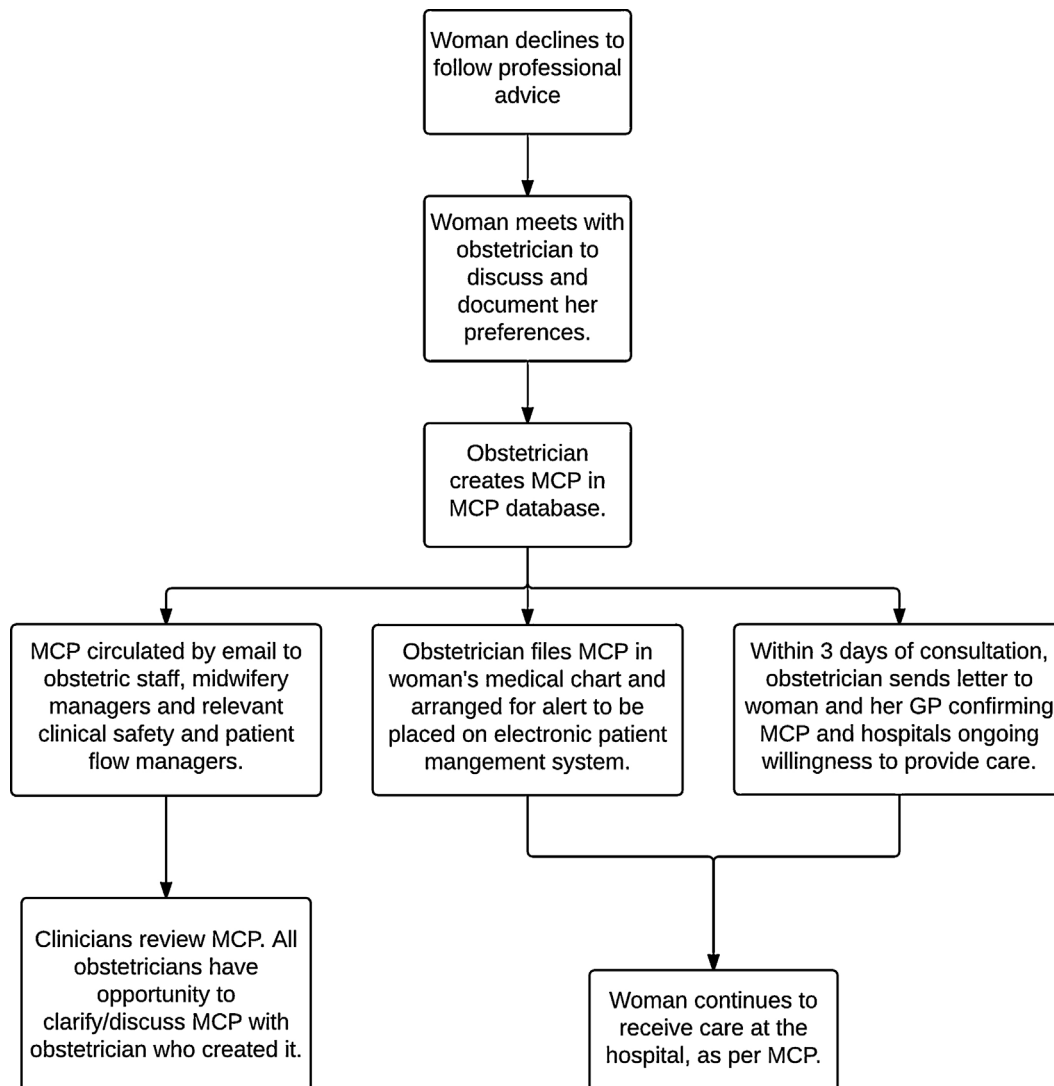 Woman declines to
follow professional
advice
Woman meets with
obstetrician to
discuss and
document her
preferences.
Obstetrician
creates MCP in
MCP database.
MCP circulated by email to
obstetric staff, midwifery
managers and relevant
clinical safety and patient
flow managers.
Obstetrician files MCP in
woman's medical chart and
arranged for alert to be
placed on electronic patient
mangement system.
Within 3 days of consultation,
obstetrician sends letter to
woman and her GP confirming
MCP and hospitals ongoing
willingness to provide care.
Clinicians review MCP. All
obstetricians have
opportunity to
clarify/discuss MCP with
obstetrician who created it.
Woman continues to
receive care at the
hospital, as per MCP.